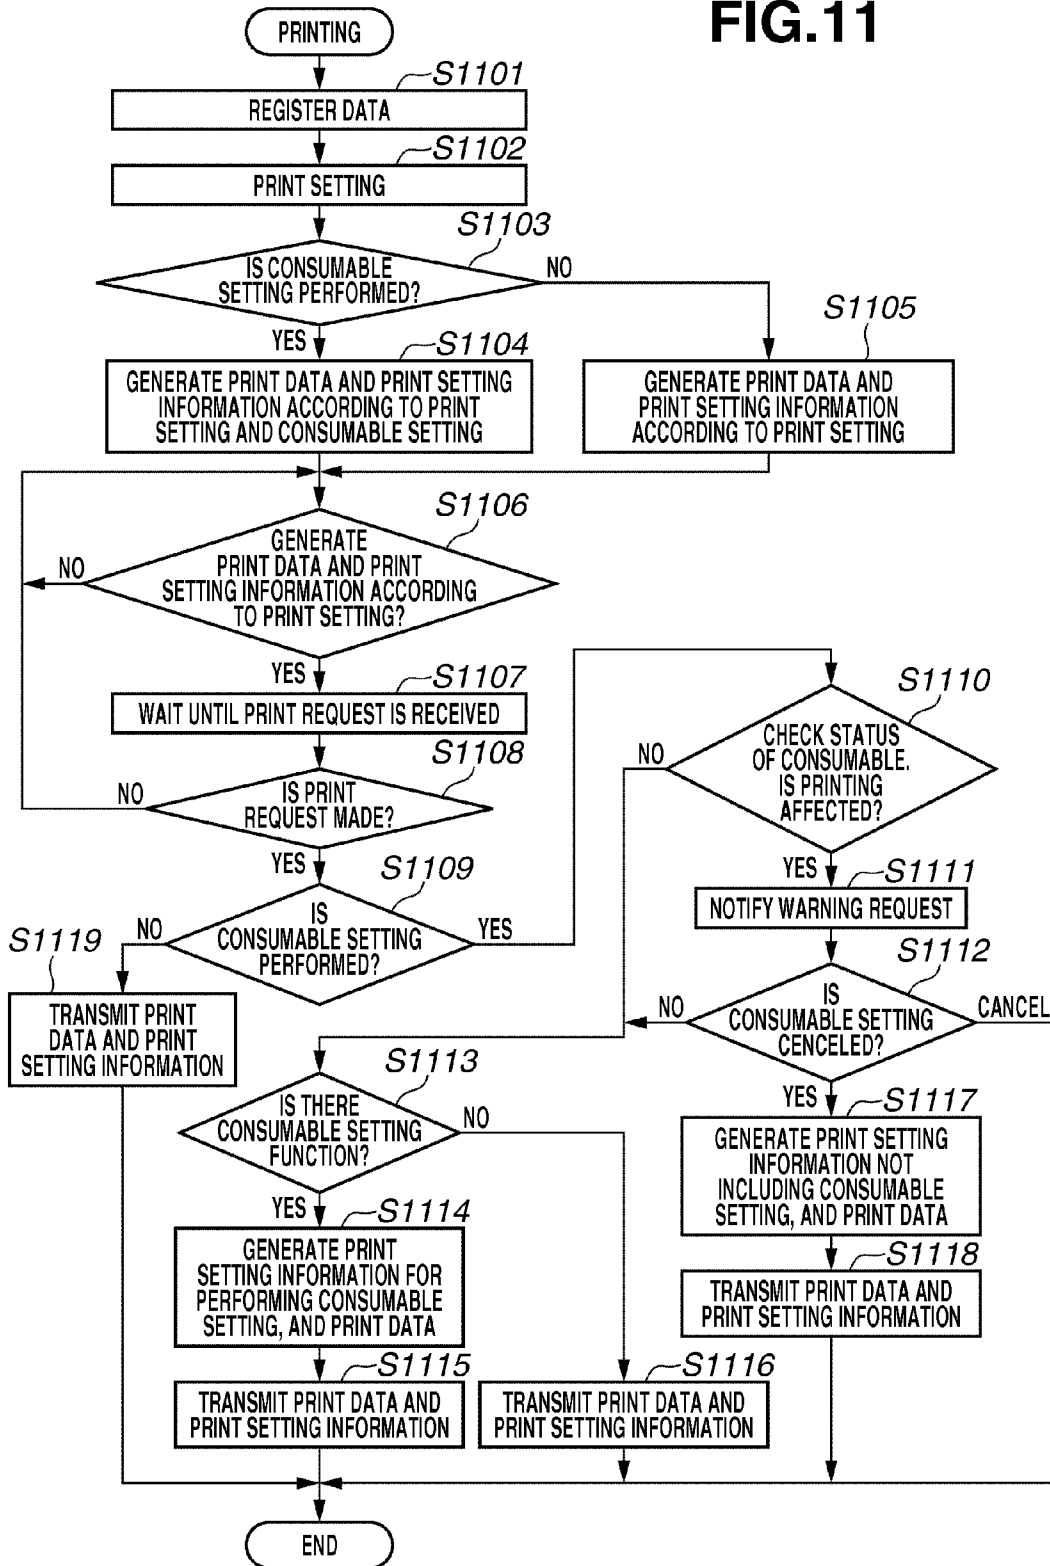 FIG.11
PRINTING
S1101
REGISTER DATA
S1102
PRINT SETTING
S1103
IS CONSUMABLE
SETTING PERFORMED?
NO
YES
S1104
GENERATE PRINT DATA AND PRINT SETTING
INFORMATION ACCORDING TO PRINT
SETTING AND CONSUMABLE SETTING
S1105
GENERATE PRINT DATA AND
PRINT SETTING INFORMATION
ACCORDING TO PRINT SETTING
S1106
GENERATE
PRINT DATA AND PRINT
SETTING INFORMATION ACCORDING
TO PRINT SETTING?
NO
YES
S1107
WAIT UNTIL PRINT REQUEST IS RECEIVED
S1108
IS PRINT
REQUEST MADE?
NO
YES
S1109
IS
CONSUMABLE SETTING
PERFORMED?
NO
YES
S1119
TRANSMIT PRINT
DATA AND PRINT
SETTING INFORMATION
S1110
CHECK STATUS
OF CONSUMABLE.
IS PRINTING
AFFECTED?
NO
YES
S1111
NOTIFY WARNING REQUEST
S1112
IS
CONSUMABLE SETTING
CENCELED?
NO
CANCEL
YES
S1113
IS THERE
CONSUMABLE SETTING
FUNCTION?
NO
YES
S1114
GENERATE PRINT
SETTING INFORMATION FOR
PERFORMING CONSUMABLE
SETTING, AND PRINT DATA
S1115
TRANSMIT PRINT DATA AND
PRINT SETTING INFORMATION
S1116
TRANSMIT PRINT DATA AND
PRINT SETTING INFORMATION
S1117
GENERATE PRINT SETTING
INFORMATION NOT
INCLUDING CONSUMABLE
SETTING, AND PRINT DATA
S1118
TRANSMIT PRINT DATA AND
PRINT SETTING INFORMATION
END